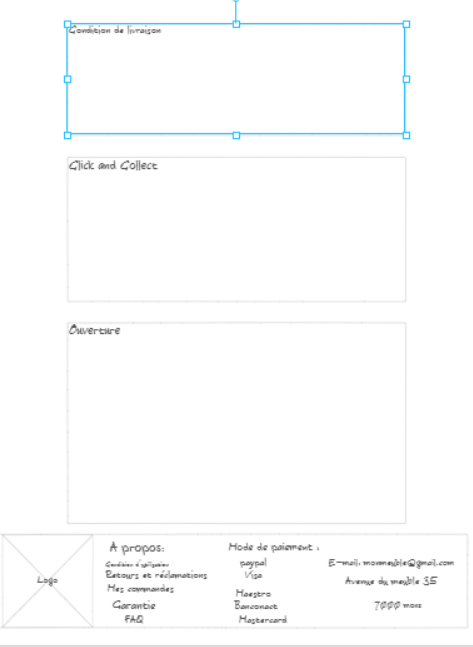 Condition de livraison
Click and Collect
Ouverture
Logo
A propos:
Condition d'utilisation
Retours et réclamations
Mes commandes
Garantie
FAQ
Mode de paiement :
paypal
Visa
Maestro
Banconact
Mastercard
E-mail: monmeuble@gmail.com
Avenue du meuble 35
7000 mons